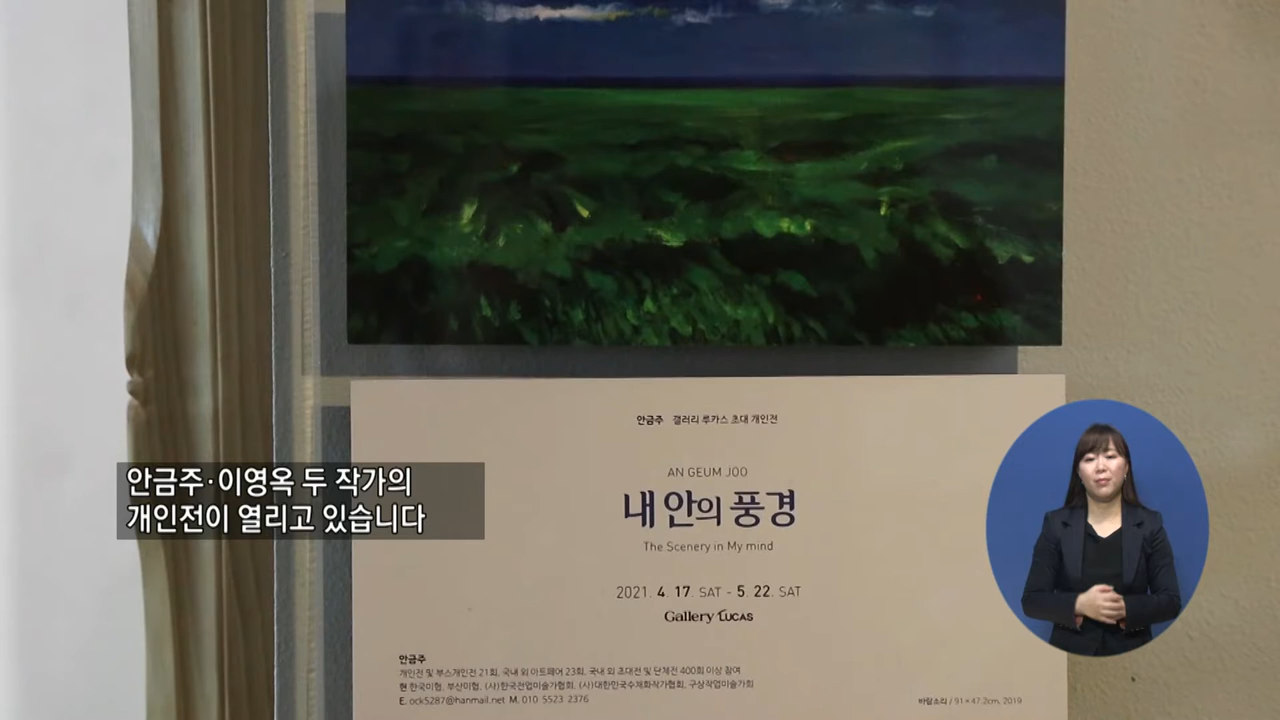 안금주 갤러리 루카스 초대 개인전
AN GEUM JOO
내 안의 풍경
The Scenery in My mind
2021. 4. 17. SAT - 5. 22. SAT
Gallery LUCAS
안금주·이영옥 두 작가의
개인전이 열리고 있습니다
안금주
개인전 및 부스개인전 21회, 국내 외 아트페어 23회, 국내 외 초대전 및 단체전 400회 이상 참여
현 한국미협, 부산미협, (사)한국전업미술가협회, (사)대한민국수채화작가협회, 구상작업미술가회
E. ock5287@hanmail.net M. 010 5523 2376
바람소리 / 91×47.2cm, 2019